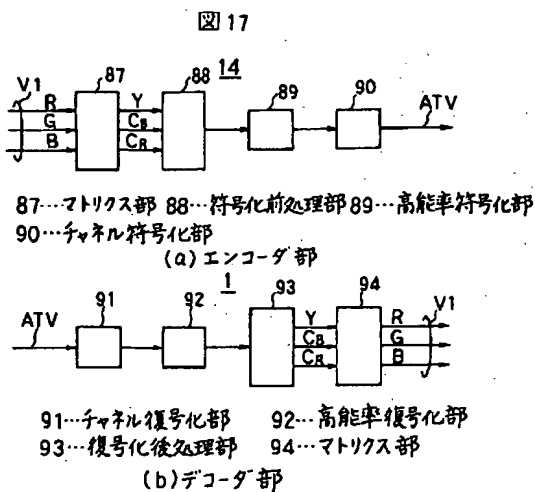 図17
87 88 14 89 90
V1 R Y ATV
G CB
B CR
87…マトリクス部 88…符号化前処理部 89…高能率符号化部
90…チャネル符号化部
(a)エンコーダ部
91 92 1 93 94
ATV Y R V1
CB G
CR B
91…チャネル復号化部 92…高能率復号化部
93…復号化後処理部 94…マトリクス部
(b)デコーダ部